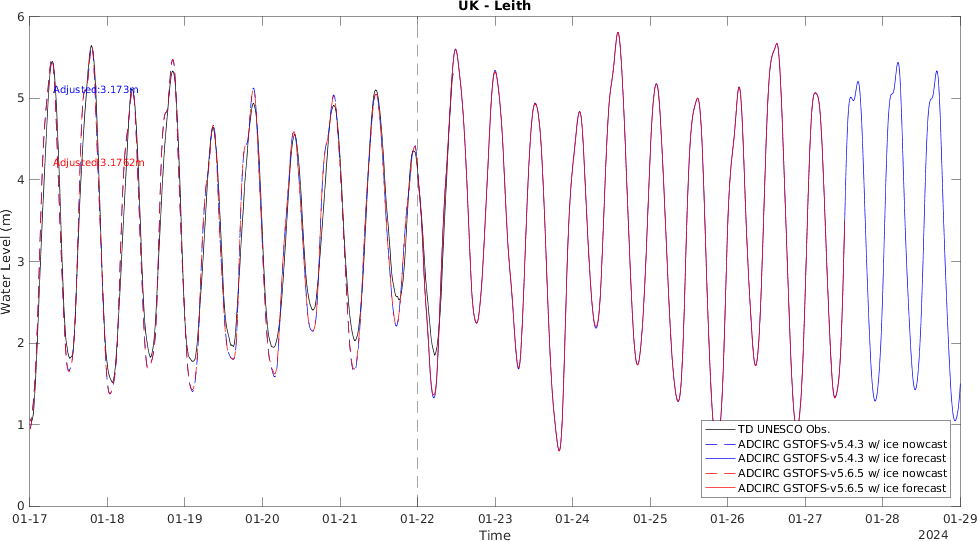 UK - Leith
6
5
4
3
2
1
0
Water Level (m)
Adjusted:3.173m
Adjusted:3.1762m
TD UNESCO Obs.
ADCIRC GSTOFS-v5.4.3 w/ ice nowcast
ADCIRC GSTOFS-v5.4.3 w/ ice forecast
ADCIRC GSTOFS-v5.6.5 w/ ice nowcast
ADCIRC GSTOFS-v5.6.5 w/ ice forecast
01-17 01-18 01-19 01-20 01-21 01-22 01-23 01-24 01-25 01-26 01-27 01-28 01-29
Time
2024